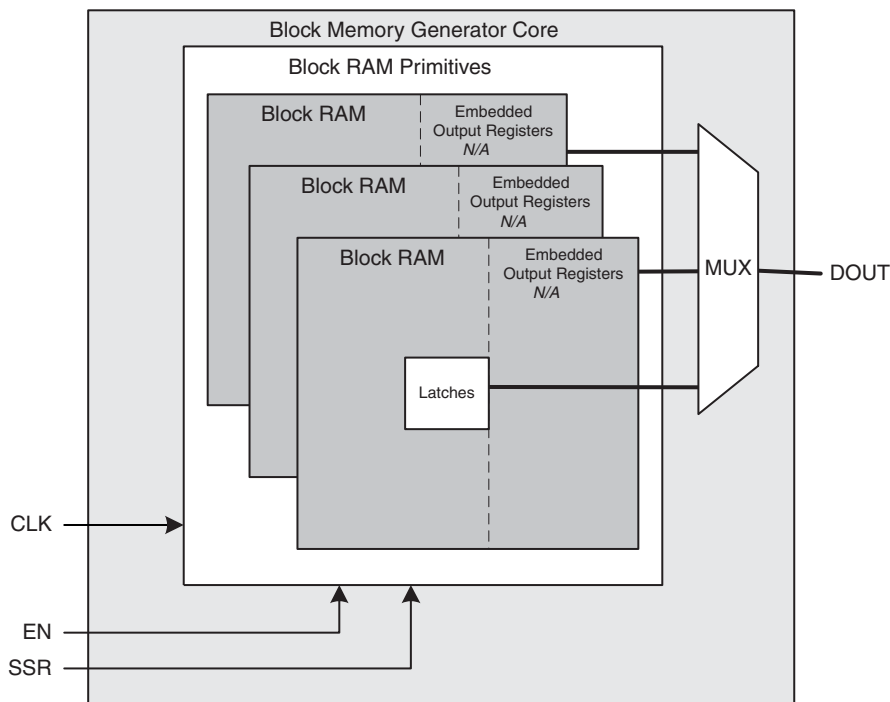 Block Memory Generator Core
Block RAM Primitives
Block RAM
Embedded
Output Registers
N/A
Block RAM
Embedded
Output Registers
N/A
Block RAM
Embedded
Output Registers
N/A
MUX
DOUT
Latches
CLK
EN
SSR